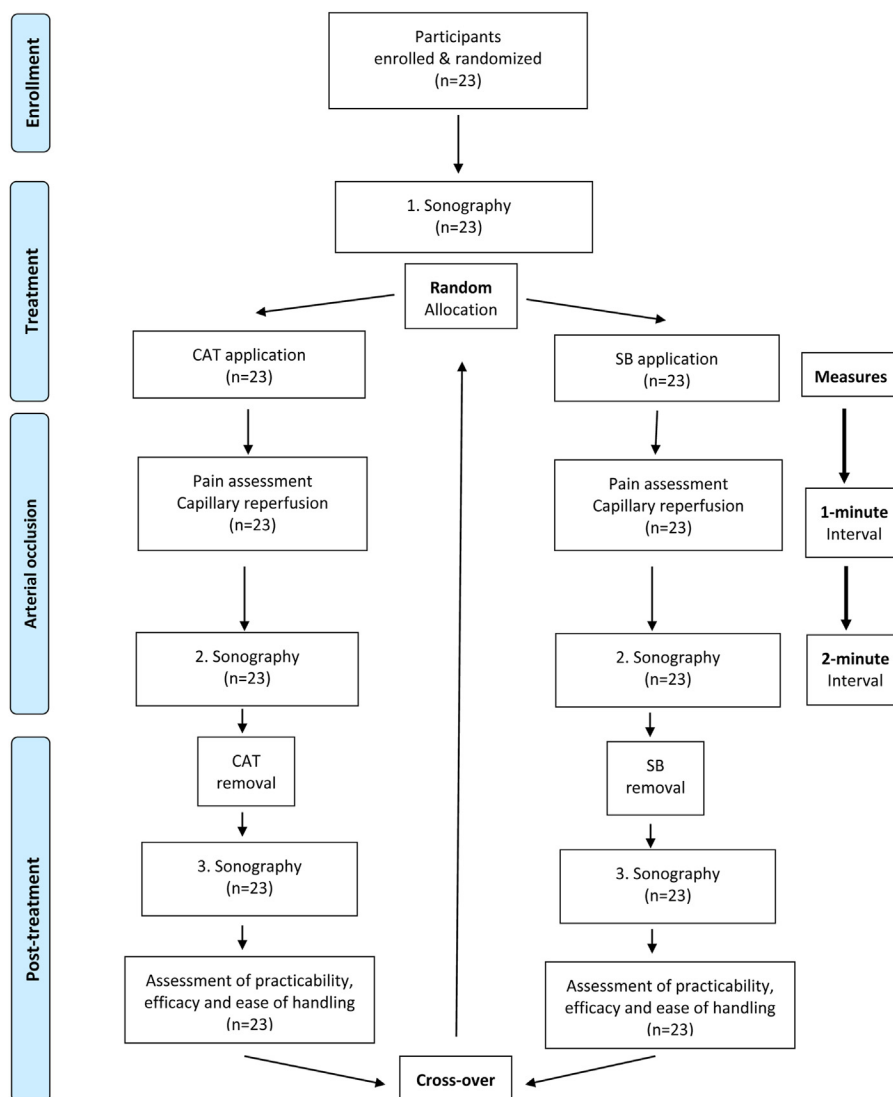 Enrollment
Participants
enrolled & randomized
(n=23)
Treatment
1. Sonography
(n=23)
Random
Allocation
CAT application
(n=23)
SB application
(n=23)
Measures
Arterial occlusion
Pain assessment
Capillary reperfusion
(n=23)
Pain assessment
Capillary reperfusion
(n=23)
1-minute
Interval
2. Sonography
(n=23)
2. Sonography
(n=23)
2-minute
Interval
Post-treatment
CAT
removal
SB
removal
3. Sonography
(n=23)
3. Sonography
(n=23)
Assessment of practicability,
efficacy and ease of handling
(n=23)
Assessment of practicability,
efficacy and ease of handling
(n=23)
Cross-over